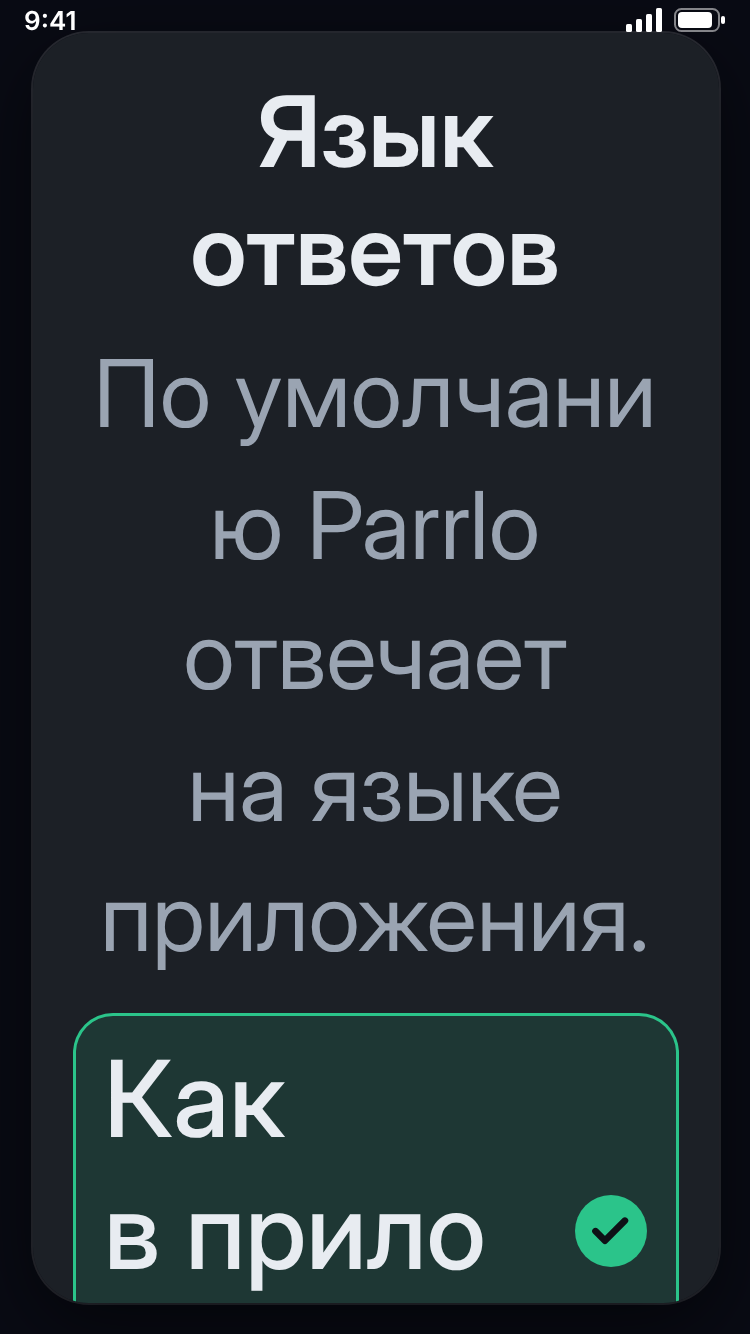 9:41
Язык
ответов
По умолчани
ю Parrlo
отвечает
на языке
приложения.
Как
в прило